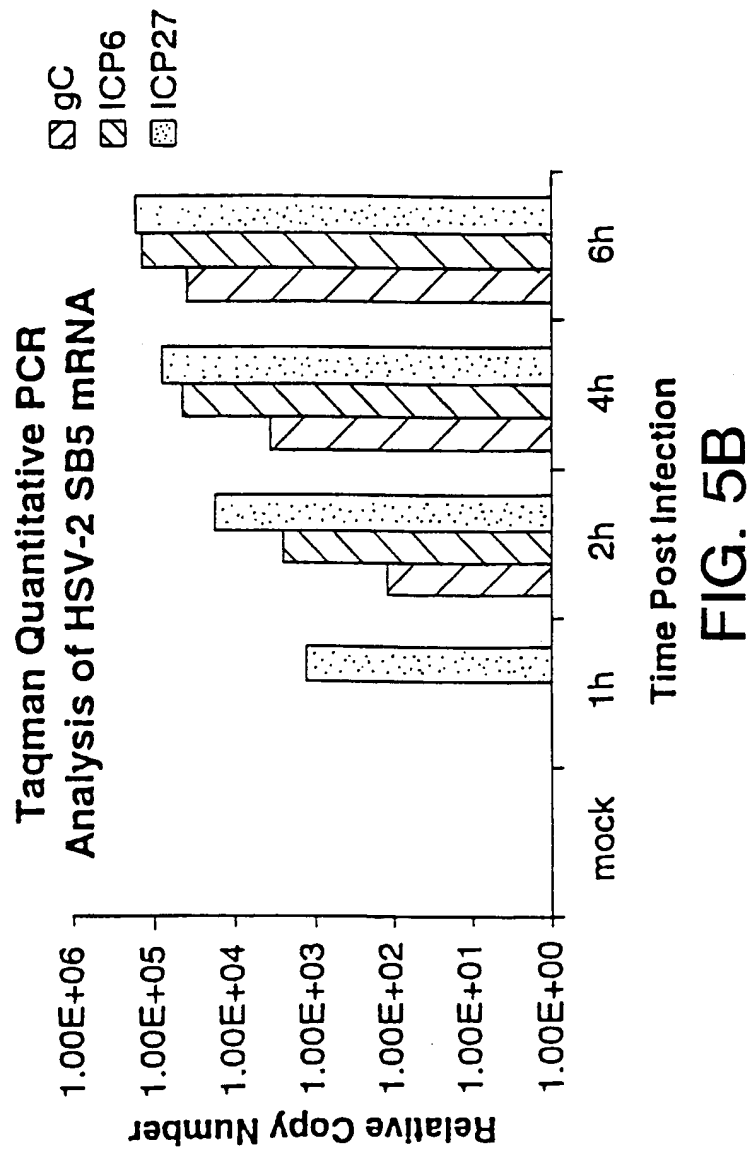 Taqman Quantitative PCR
Analysis of HSV-2 SB5 mRNA
gC
ICP6
ICP27
Relative Copy Number
1.00E+06
1.00E+05
1.00E+04
1.00E+03
1.00E+02
1.00E+01
1.00E+00
mock
1h
2h
4h
6h
Time Post Infection
FIG. 5B